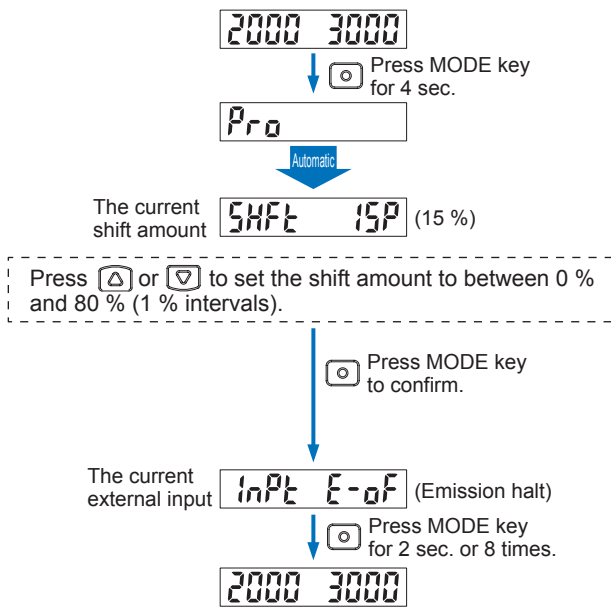 2000 3000
Press MODE key
for 4 sec.
Pro
Automatic
The current
shift amount
SHFt 15P (15 %)
Press or to set the shift amount to between 0 %
and 80 % (1 % intervals).
Press MODE key
to confirm.
The current
external input
InPt E-oF (Emission halt)
Press MODE key
for 2 sec. or 8 times.
2000 3000